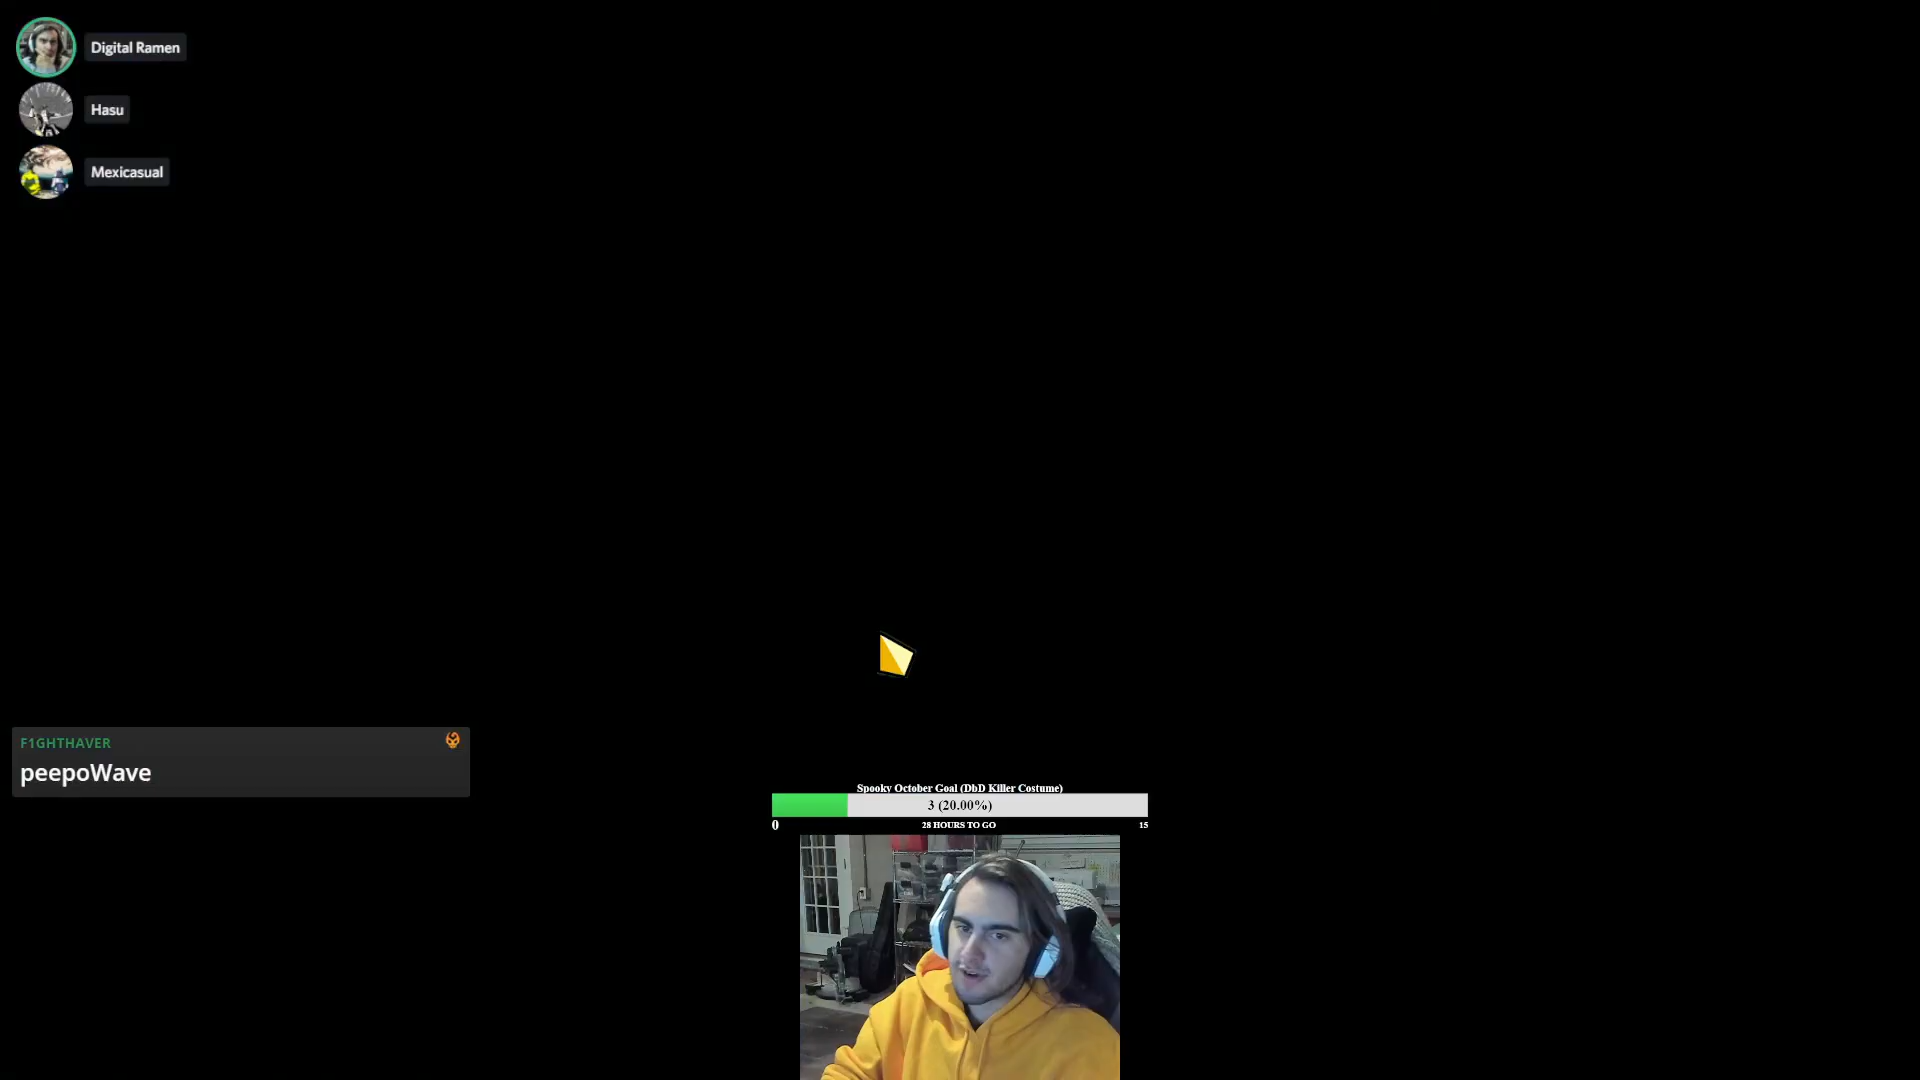 Digital Ramen
Hasu
Mexicasual
F1GHTHAVER
peepoWave
Spooky October Goal (DbD Killer Costume)
3 (20.00%)
0
28 HOURS TO GO
15